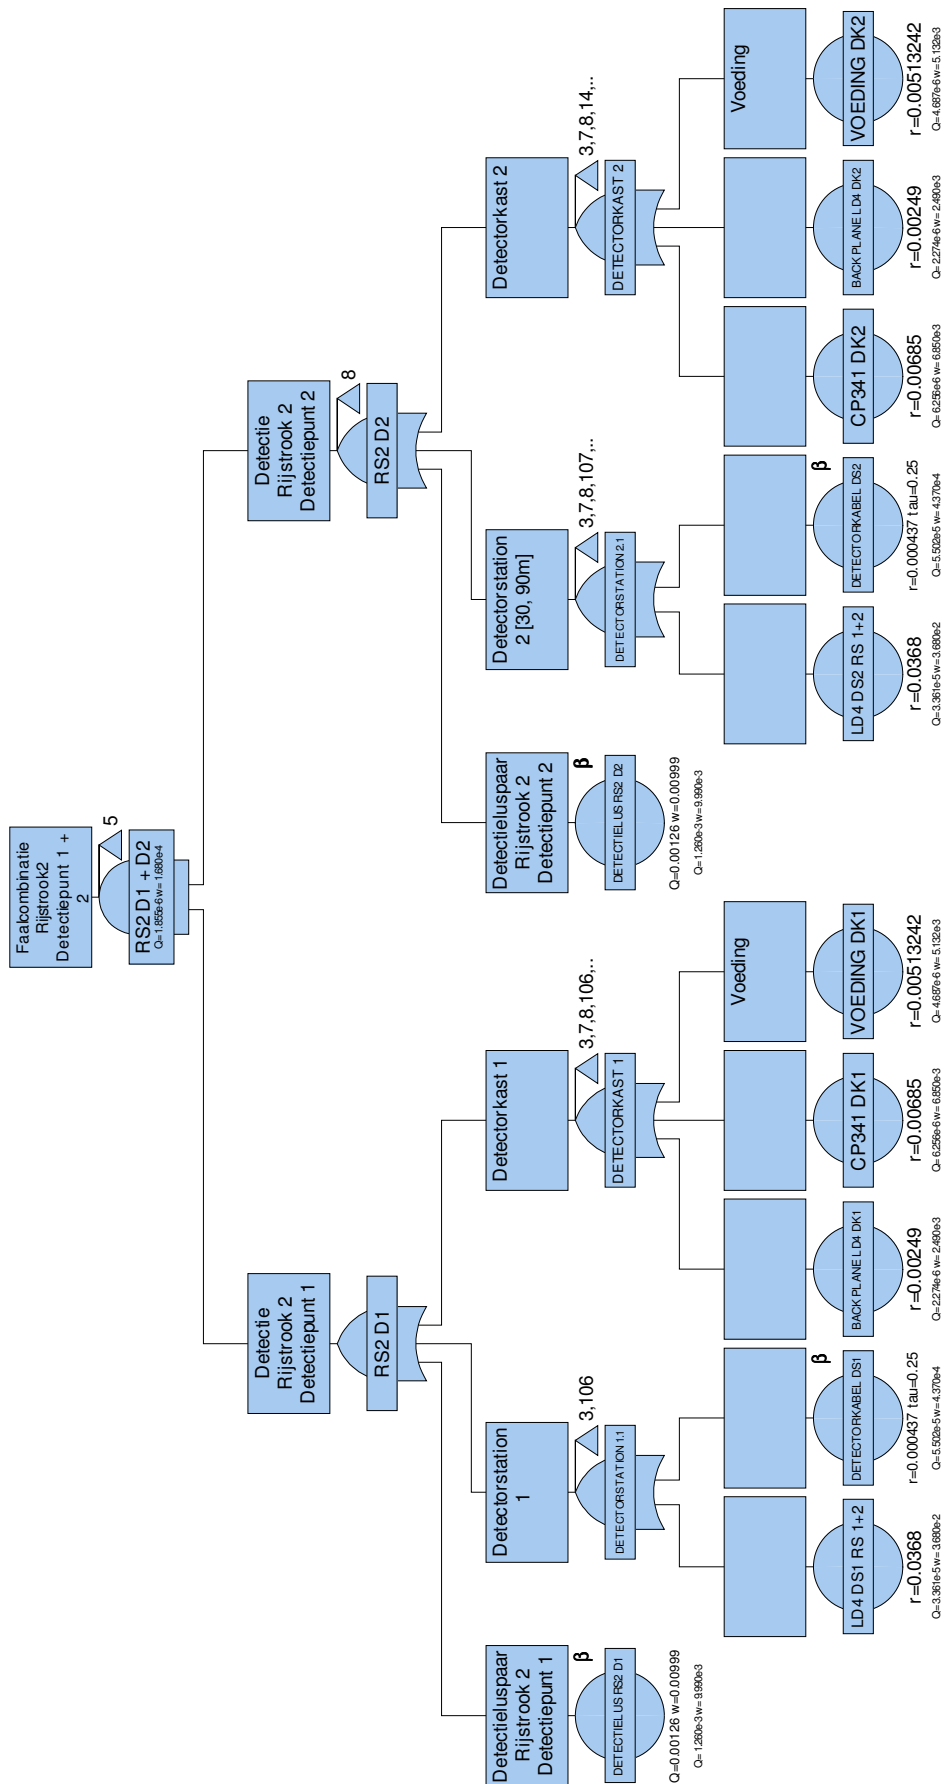 Faalcombinatie
Rijstrook2
Detectiepunt 1 +
2
5
RS2 D1 + D2
Q=1.855e-6 w=1.680e-4
Detectie
Rijstrook 2
Detectiepunt 1
RS2 D1
Detectie
Rijstrook 2
Detectiepunt 2
8
RS2 D2
Detectieluspaar
Rijstrook 2
Detectiepunt 1
β
DETECTIELUS RS2 D1
Q=0.00126 w=0.00999
Q=1.260e-3 w=9.990e-3
Detectorstation
1
3,106
DETECTORSTATION 1.1
Detectorkast 1
3,7,8,106,..
DETECTORKAST 1
Detectieluspaar
Rijstrook 2
Detectiepunt 2
β
DETECTIELUS RS2 D2
Q=0.00126 w=0.00999
Q=1.260e-3 w=9.990e-3
Detectorstation
2 [30, 90m]
3,7,8,107,..
DETECTORSTATION 2.1
Detectorkast 2
3,7,8,14,..
DETECTORKAST 2
LD4 DS1 RS 1+2
r=0.0368
Q=3.361e-5 w=3.680e-2
β
DETECTORKABEL DS1
r=0.000437 tau=0.25
Q=5.502e-5 w=4.370e-4
BACK PLANE LD4 DK1
r=0.00249
Q=2.274e-6 w=2.490e-3
CP341 DK1
r=0.00685
Q=6.256e-6 w=6.850e-3
Voeding
VOEDING DK1
r=0.00513242
Q=4.687e-6 w=5.132e-3
LD4 DS2 RS 1+2
r=0.0368
Q=3.361e-5 w=3.680e-2
β
DETECTORKABEL DS2
r=0.000437 tau=0.25
Q=5.502e-5 w=4.370e-4
CP341 DK2
r=0.00685
Q=6.256e-6 w=6.850e-3
BACK PLANE LD4 DK2
r=0.00249
Q=2.274e-6 w=2.490e-3
Voeding
VOEDING DK2
r=0.00513242
Q=4.687e-6 w=5.132e-3